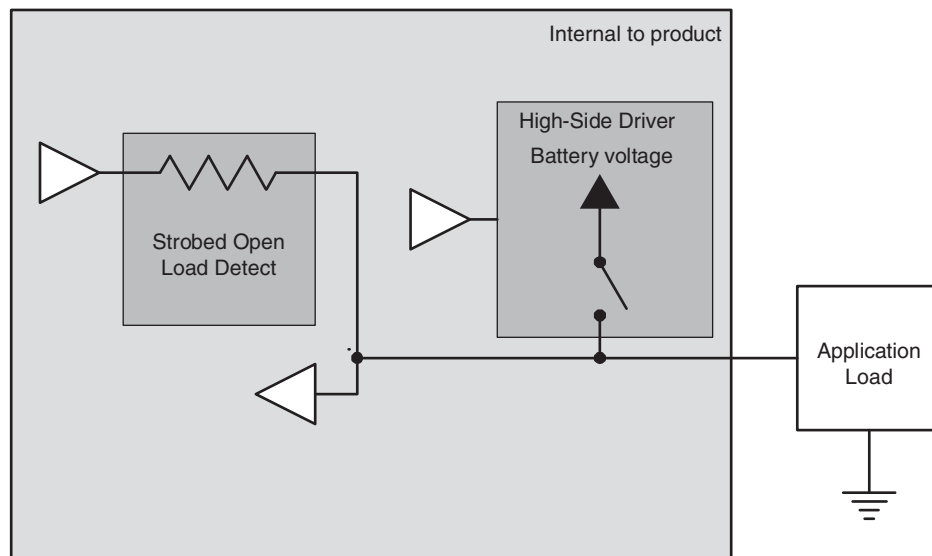 Internal to product
High-Side Driver
Battery voltage
Strobed Open
Load Detect
Application
Load